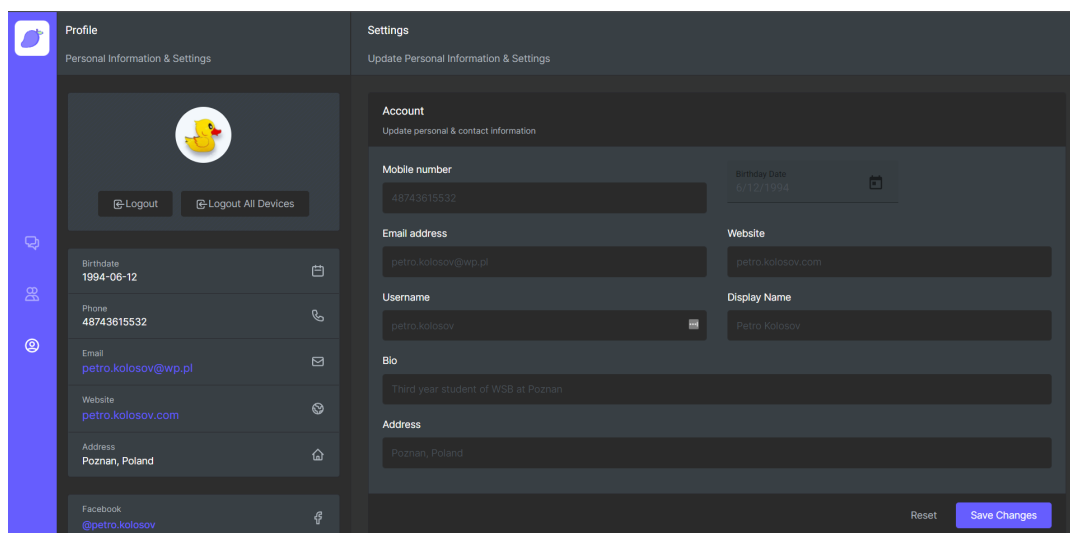 Profile
Personal Information & Settings
Logout
Logout All Devices
Birthdate
1994-06-12
Phone
48743615532
Email
petro.kolosov@wp.pl
Website
petro.kolosov.com
Address
Poznan, Poland
Facebook
@petro.kolosov
Settings
Update Personal Information & Settings
Account
Update personal & contact information
Mobile number
48743615532
Birthday Date
6/12/1994
Email address
petro.kolosov@wp.pl
Website
petro.kolosov.com
Username
petro.kolosov
Display Name
Petro Kolosov
Bio
Third year student of WSB at Poznan
Address
Poznan, Poland
Reset
Save Changes